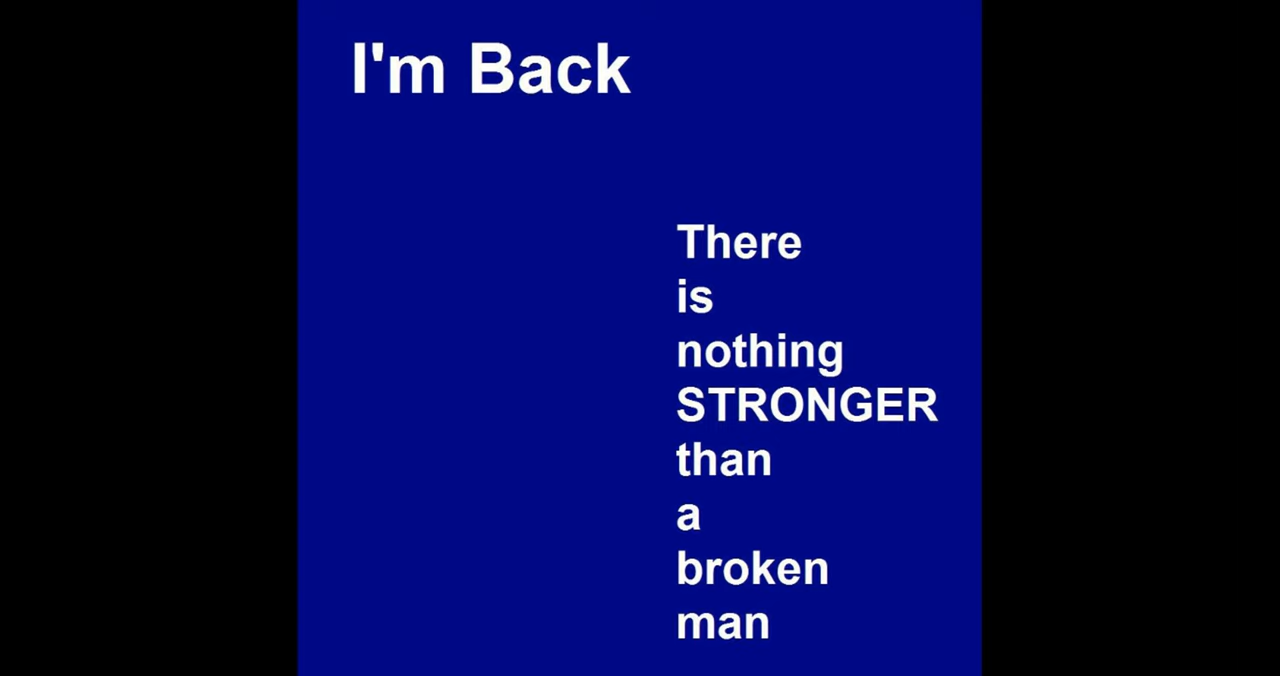 I'm Back
There
is
nothing
STRONGER
than
a
broken
man